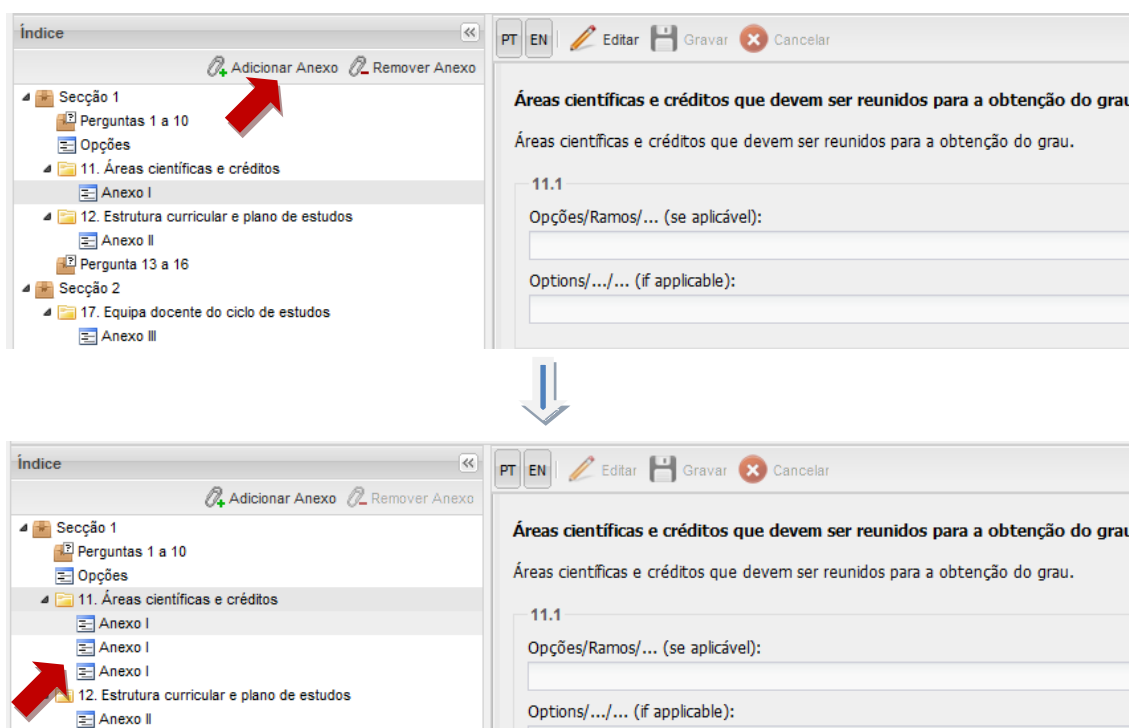 Índice
Adicionar Anexo Remover Anexo
Secção 1
Perguntas 1 a 10
Opções
11. Áreas científicas e créditos
Anexo I
12. Estrutura curricular e plano de estudos
Anexo II
Pergunta 13 a 16
Secção 2
17. Equipa docente do ciclo de estudos
Anexo III
PT EN Editar Gravar Cancelar
Áreas científicas e créditos que devem ser reunidos para a obtenção do grau
Áreas científicas e créditos que devem ser reunidos para a obtenção do grau.
11.1
Opções/Ramos/... (se aplicável):
Options/.../... (if applicable):
Índice
Adicionar Anexo Remover Anexo
Secção 1
Perguntas 1 a 10
Opções
11. Áreas científicas e créditos
Anexo I
Anexo I
Anexo I
12. Estrutura curricular e plano de estudos
Anexo II
PT EN Editar Gravar Cancelar
Áreas científicas e créditos que devem ser reunidos para a obtenção do grau
Áreas científicas e créditos que devem ser reunidos para a obtenção do grau.
11.1
Opções/Ramos/... (se aplicável):
Options/.../... (if applicable):